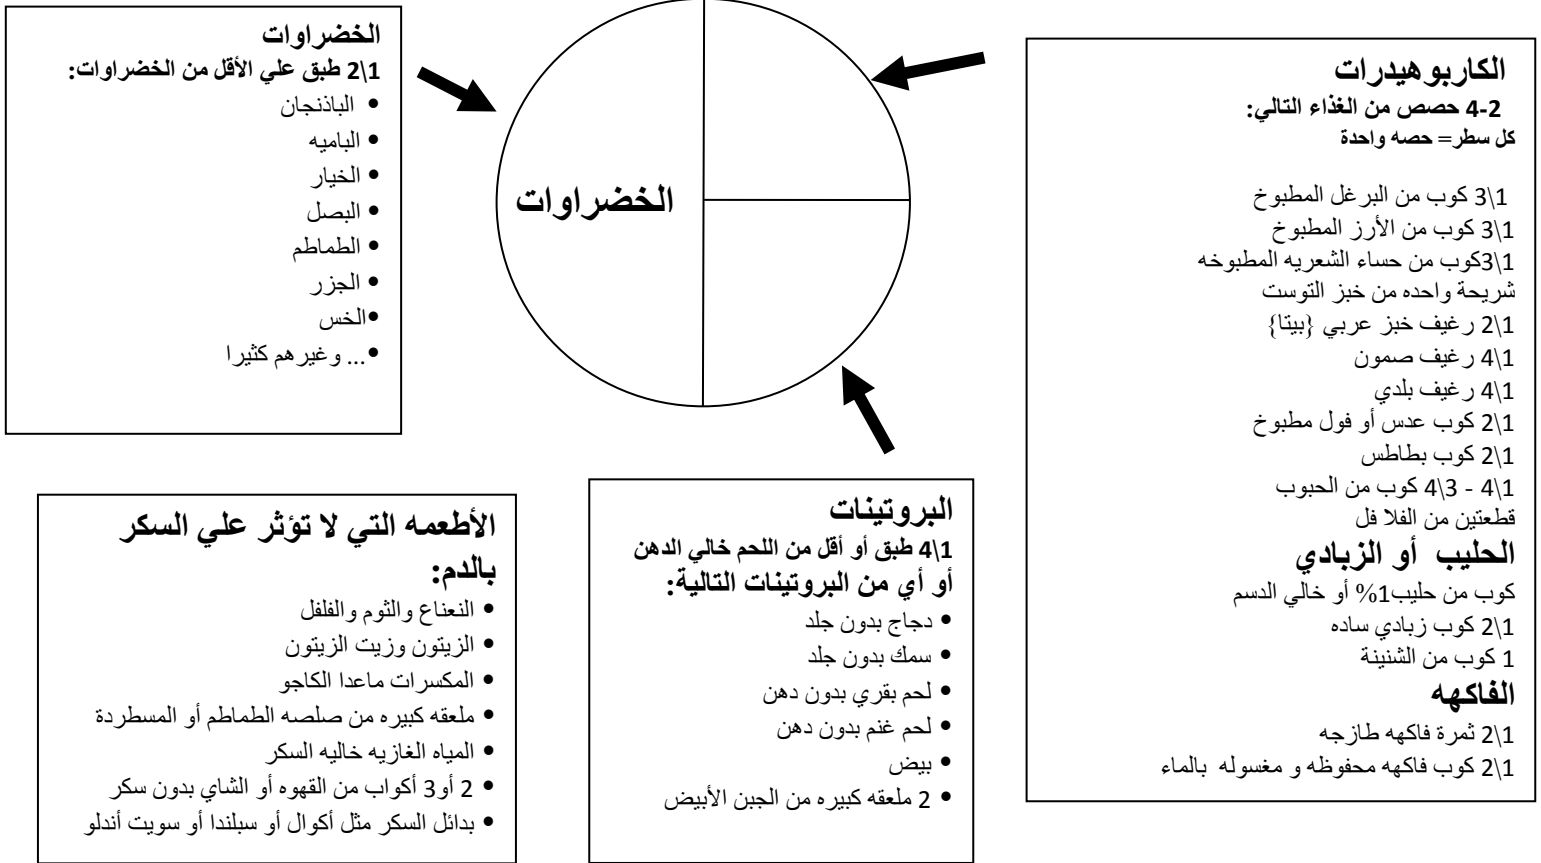 الخضراوات
1\2 طبق علي الأقل من الخضراوات:
• الباذنجان
• الباميه
• الخيار
• البصل
• الطماطم
• الجزر
•الخس
•... وغيرهم كثيرا
الخضراوات
الكاربوهيدرات
4-2 حصص من الغذاء التالي:
كل سطر= حصه واحدة
1\3 كوب من البرغل المطبوخ
1\3 كوب من الأرز المطبوخ
1\3كوب من حساء الشعريه المطبوخه
شريحة واحده من خبز التوست
1\2 رغيف خبز عربي {بيتا}
1\4 رغيف صمون
1\4 رغيف بلدي
1\2 كوب عدس أو فول مطبوخ
1\2 كوب بطاطس
1\4 - 3\4 كوب من الحبوب
قطعتين من الفلا فل
الحليب أو الزبادي
كوب من حليب1% أو خالي الدسم
1\2 كوب زبادي ساده
1 كوب من الشنينة
الفاكهه
1\2 ثمرة فاكهه طازجه
1\2 كوب فاكهه محفوظه و مغسوله بالماء
البروتينات
1\4 طبق أو أقل من اللحم خالي الدهن
أو أي من البروتينات التالية:
• دجاج بدون جلد
• سمك بدون جلد
• لحم بقري بدون دهن
• لحم غنم بدون دهن
• بيض
• 2 ملعقه كبيره من الجبن الأبيض
الأطعمه التي لا تؤثر علي السكر
بالدم:
• النعناع والثوم والفلفل
• الزيتون وزيت الزيتون
• المكسرات ماعدا الكاجو
• ملعقه كبيره من صلصه الطماطم أو المسطردة
• المياه الغازيه خاليه السكر
• 2 أو3 أكواب من القهوه أو الشاي بدون سكر
• بدائل السكر مثل أكوال أو سبلندا أو سويت أندلو